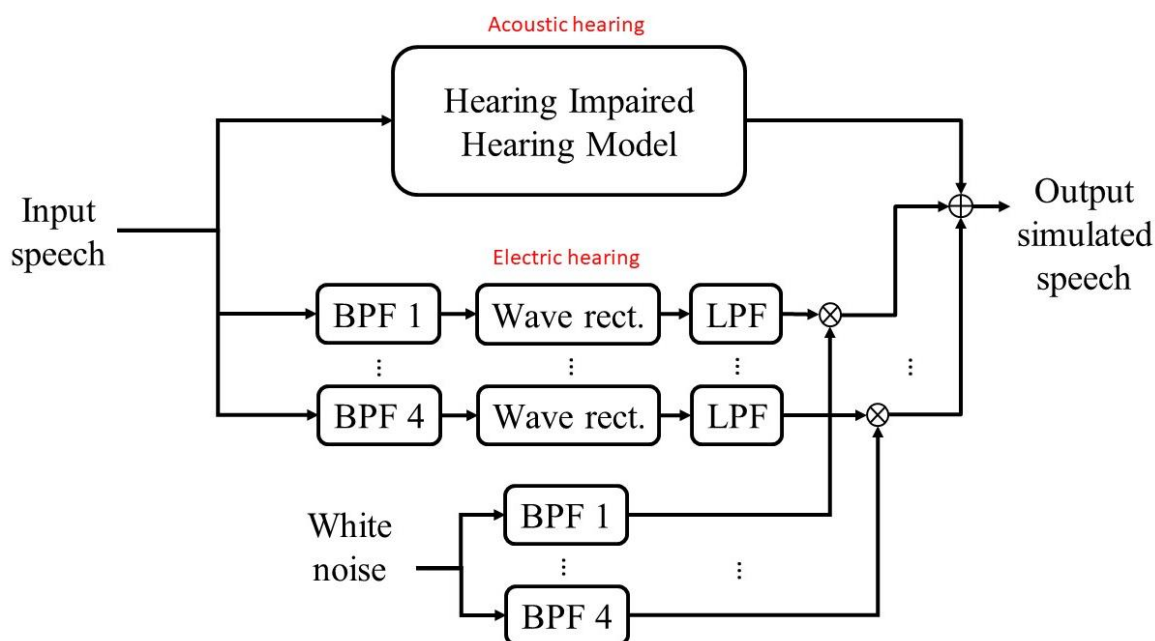 Acoustic hearing
Hearing Impaired
Hearing Model
Input
speech
Output
simulated
speech
Electric hearing
BPF 1
Wave rect.
LPF
BPF 4
Wave rect.
LPF
White
noise
BPF 1
BPF 4